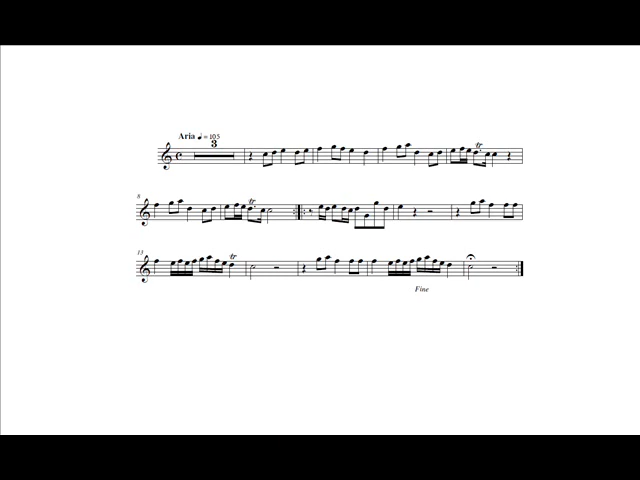 Aria ♩ = 105
3
tr
8
tr
13
tr
Fine